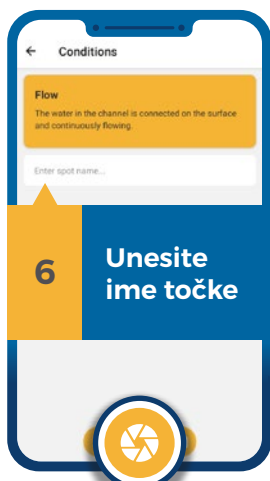 ← Conditions
Flow
The water in the channel is connected on the surface
and continuously flowing.
Enter spot name...
6
Unesite
ime točke